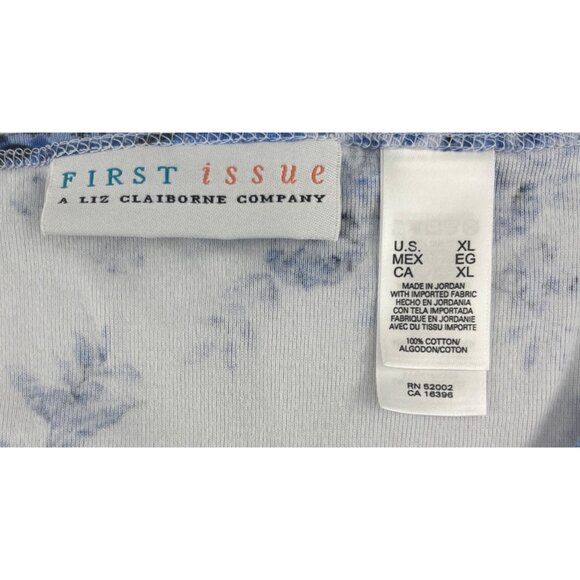 FIRST issue
A LIZ CLAIBORNE COMPANY
U.S. XL
MEX EG
CA XL
MADE IN JORDAN
WITH IMPORTED FABRIC
HECHO EN JORDANIA
CON TELA IMPORTADA
FABRIQUE EN JORDANIE
AVEC DU TISSU IMPORTE
100% COTTON/
ALGODON/COTON
RN 52002
CA 16396